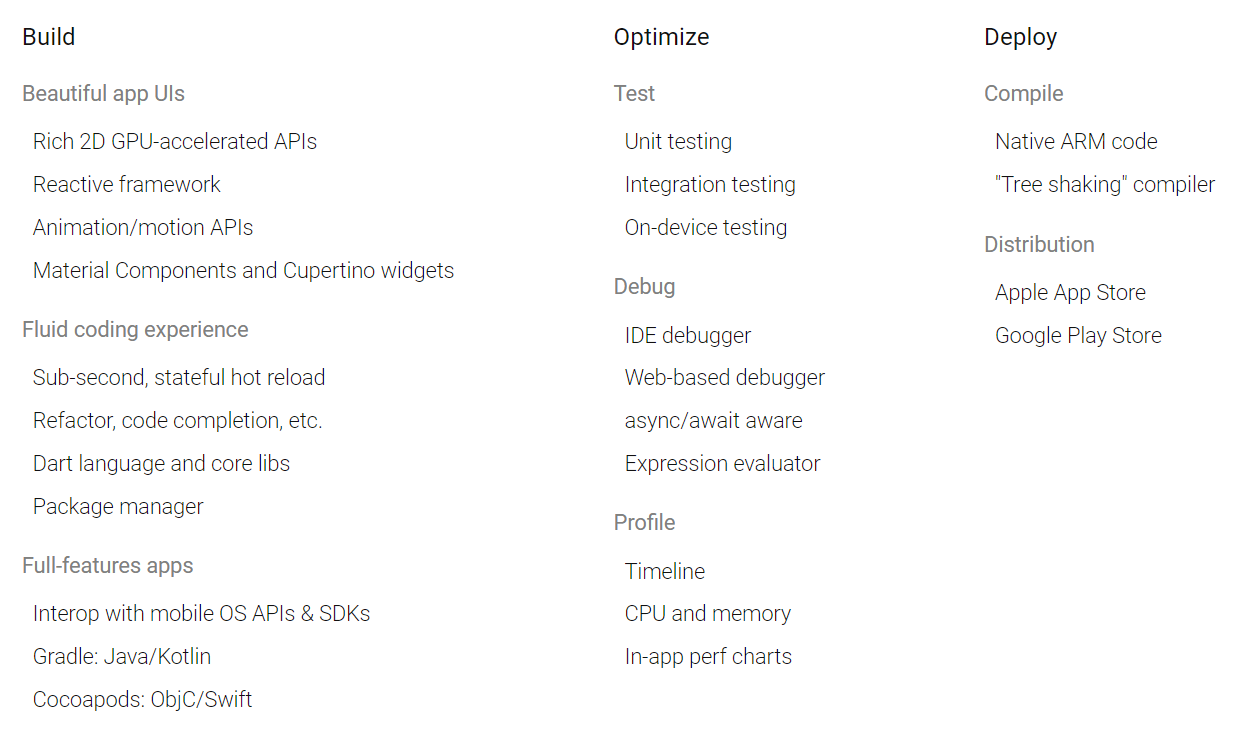 Build
Beautiful app UIs
Rich 2D GPU-accelerated APIs
Reactive framework
Animation/motion APIs
Material Components and Cupertino widgets
Fluid coding experience
Sub-second, stateful hot reload
Refactor, code completion, etc.
Dart language and core libs
Package manager
Full-features apps
Interop with mobile OS APIs & SDKs
Gradle: Java/Kotlin
Cocoapods: ObjC/Swift
Optimize
Test
Unit testing
Integration testing
On-device testing
Debug
IDE debugger
Web-based debugger
async/await aware
Expression evaluator
Profile
Timeline
CPU and memory
In-app perf charts
Deploy
Compile
Native ARM code
"Tree shaking" compiler
Distribution
Apple App Store
Google Play Store